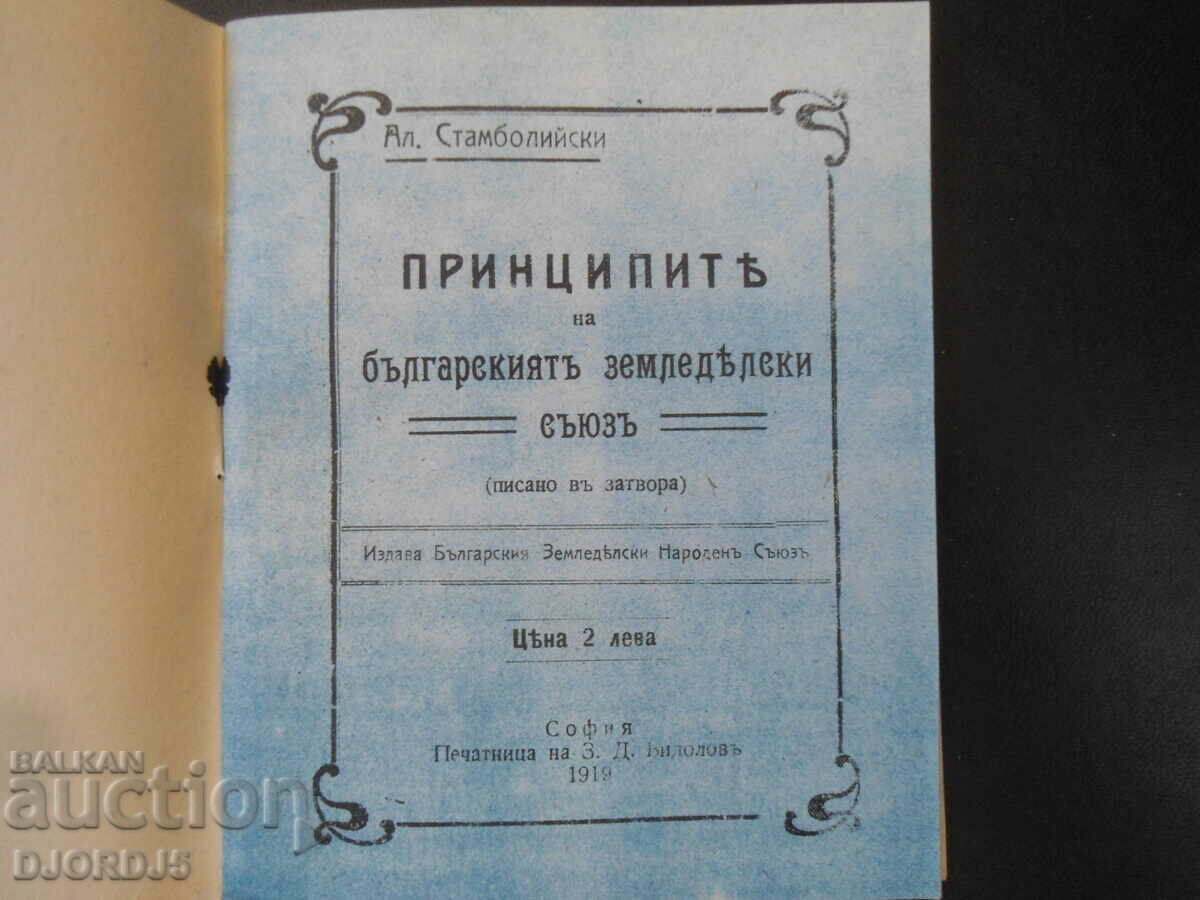 Ал. Стамболийски
ПРИНЦИПИТѢ
на
българскиятъ земледѣлски
съюзъ
(писано въ затвора)
Издава Българския Земледѣлски Народенъ Съюзъ
Цѣна 2 лева
София
Печатница на З. Д. Видоловъ
1919
BALKAN
auction
DJORDJ5